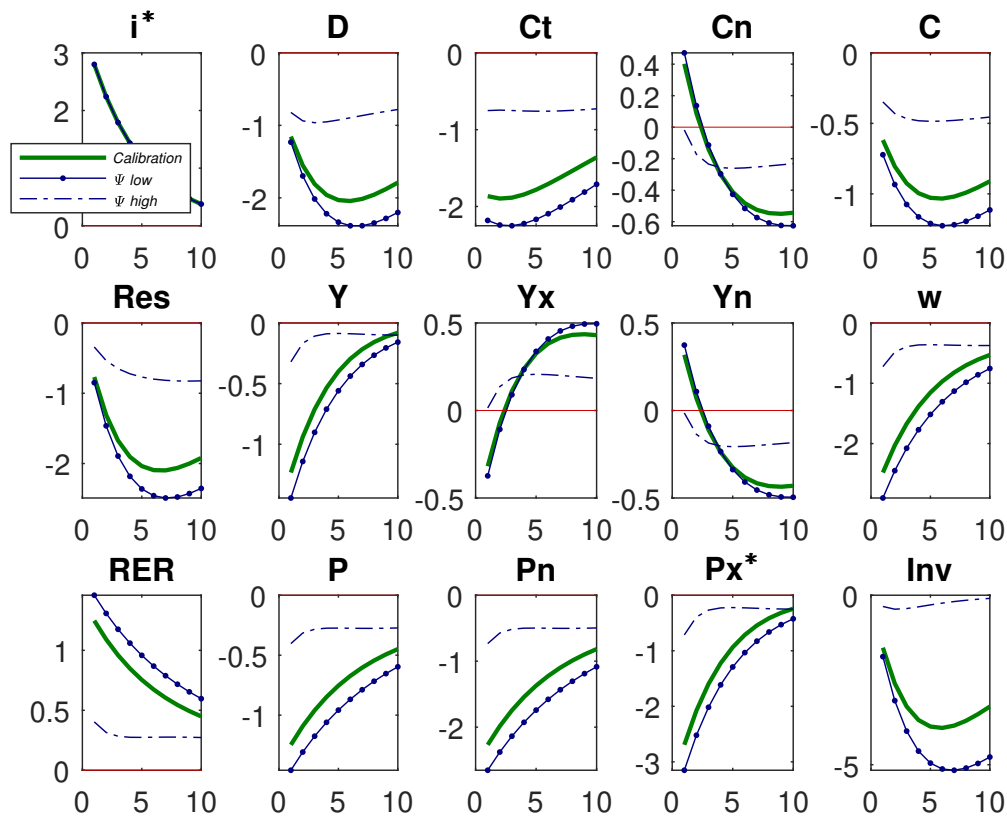 i* D Ct Cn C
3 0 0 0.4 0
2 -1 -1 0.2 -0.5
1 -2 -2 0 -1
0 -0.2
-0.4
-0.6
Calibration
Ψ low
Ψ high
0 5 10 0 5 10 0 5 10 0 5 10 0 5 10
Res Y Yx Yn w
0 0 0.5 0.5 0
-1 -0.5 0 0 -1
-2 -1 -0.5 0.5 -2
0 5 10 0 5 10 0 5 10 0 5 10 0 5 10
RER P Pn Px* Inv
1 0 0 0 0
0.5 -0.5 -1 -1 -5
0 -1 -2 -2
-3
0 5 10 0 5 10 0 5 10 0 5 10 0 5 10